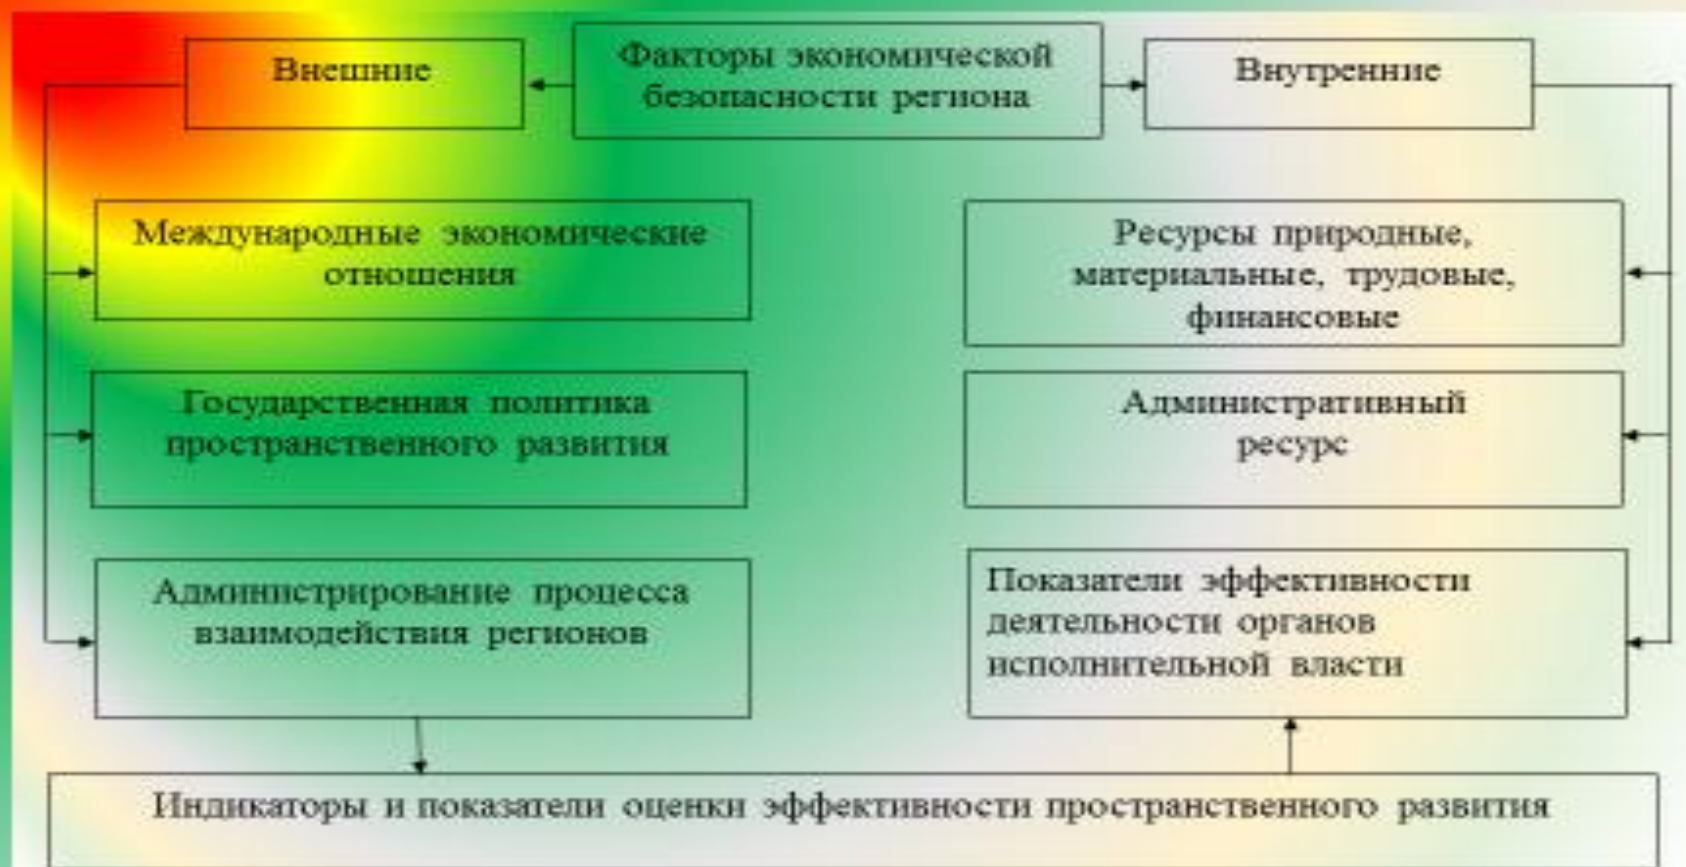 Факторы экономической
безопасности региона
Внешние
Внутренние
Международные экономические
отношения
Государственная политика
пространственного развития
Администрирование процесса
взаимодействия регионов
Ресурсы природные,
материальные, трудовые,
финансовые
Административный
ресурс
Показатели эффективности
деятельности органов
исполнительной власти
Индикаторы и показатели оценки эффективности пространственного развития